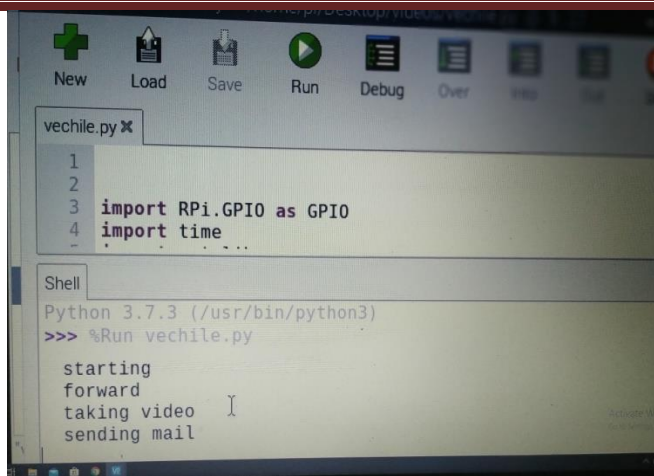 New Load Save Run Debug Over
vechile.py
1
2
3 import RPi.GPIO as GPIO
4 import time
Shell
Python 3.7.3 (/usr/bin/python3)
>>> %Run vechile.py
starting
forward
taking video
sending mail